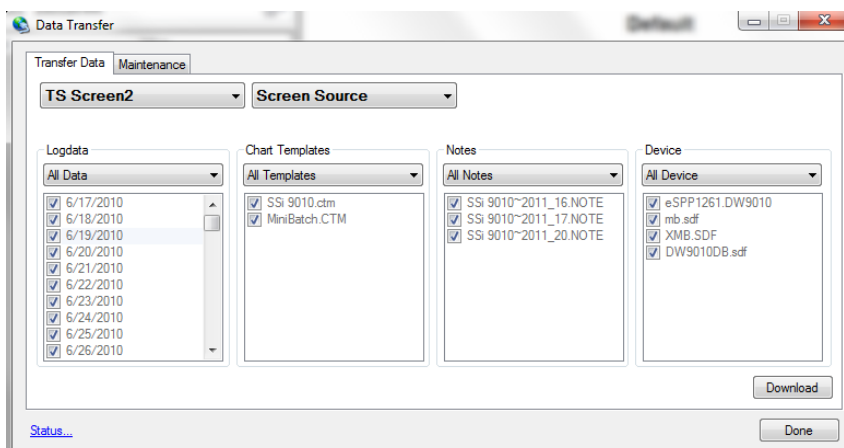 Default
Data Transfer
Transfer Data Maintenance
TS Screen2 Screen Source
Logdata Chart Templates Notes Device
All Data All Templates All Notes All Device
6/17/2010 SSi 9010.ctm SSi 9010~2011_16.NOTE eSPP1261.DW9010
6/18/2010 MiniBatch.CTM SSi 9010~2011_17.NOTE mb.sdf
6/19/2010 SSi 9010~2011_20.NOTE XMB.SDF
6/20/2010 DW9010DB.sdf
6/21/2010
6/22/2010
6/23/2010
6/24/2010
6/25/2010
6/26/2010
Download
Status... Done